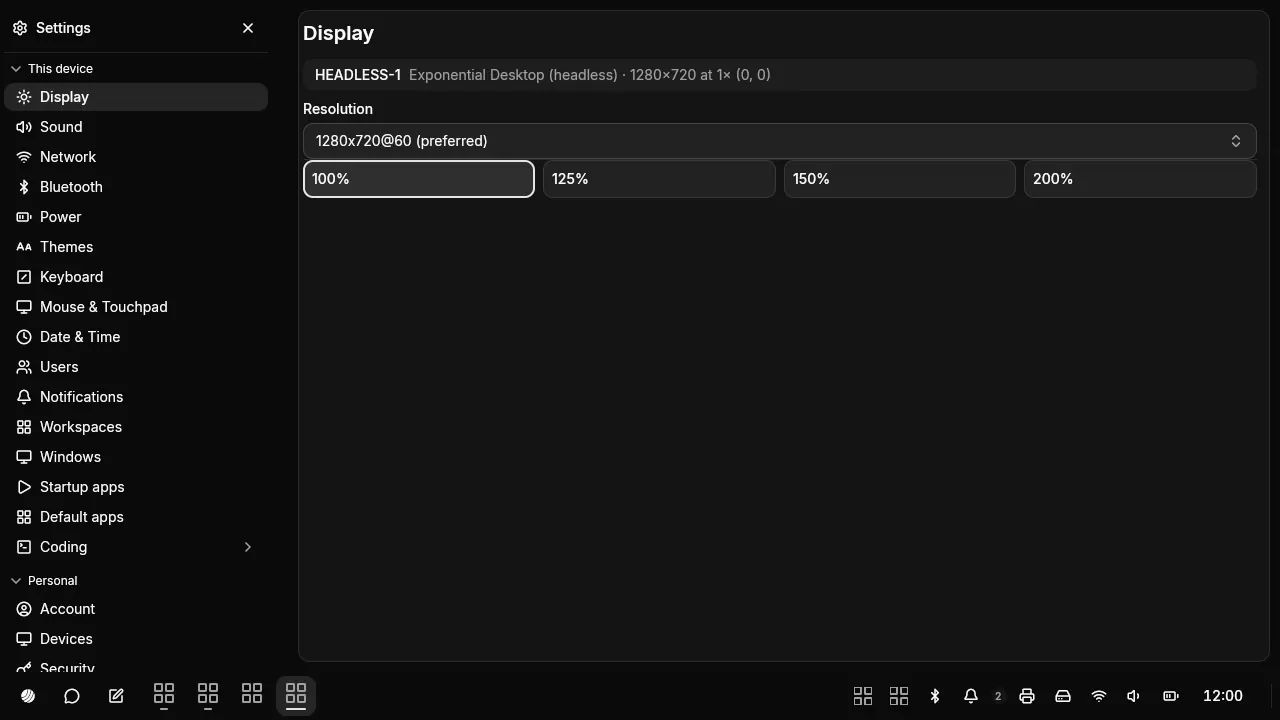 Settings
This device
Display
Sound
Network
Bluetooth
Power
Themes
Keyboard
Mouse & Touchpad
Date & Time
Users
Notifications
Workspaces
Windows
Startup apps
Default apps
Coding
Personal
Account
Devices
Security
Display
HEADLESS-1 Exponential Desktop (headless) · 1280×720 at 1× (0, 0)
Resolution
1280x720@60 (preferred)
100% 125% 150% 200%
2 12:00